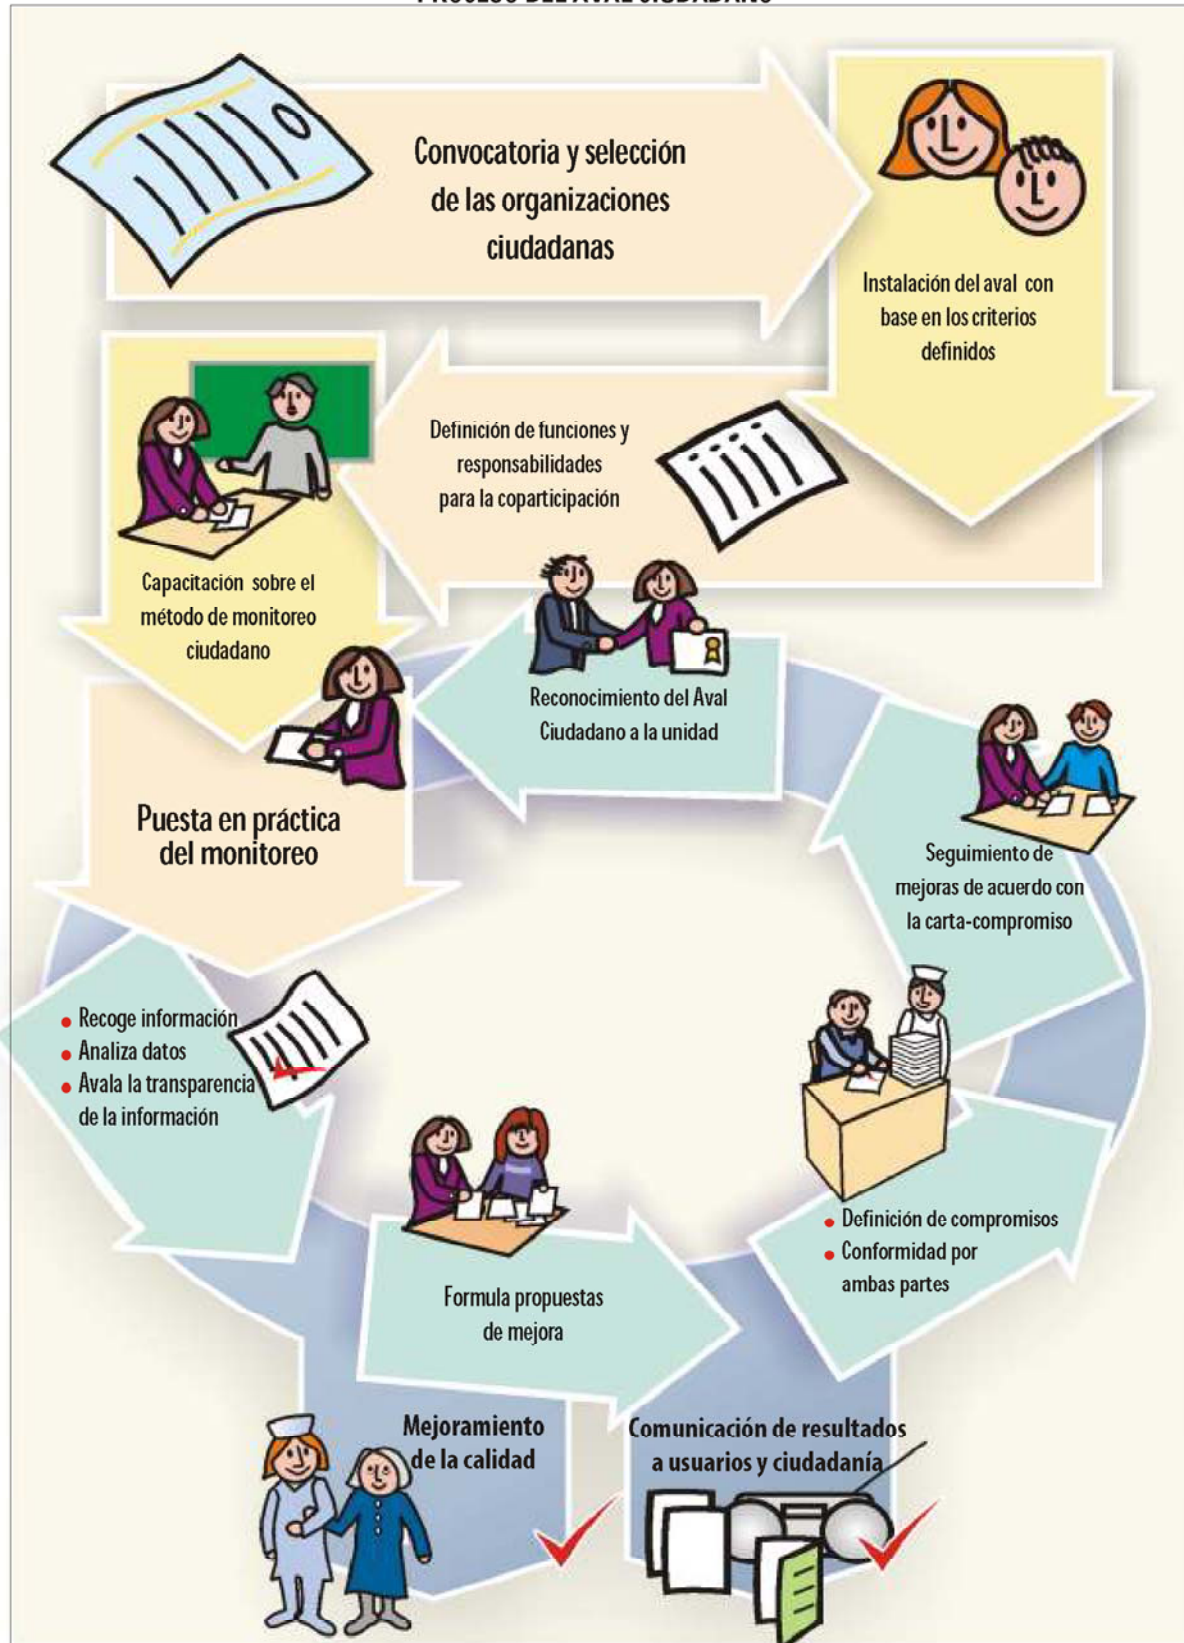 PROCESO DEL AVAL CIUDADANO
Convocatoria y selección
de las organizaciones
ciudadanas
Instalación del aval con
base en los criterios
definidos
Definición de funciones y
responsabilidades
para la coparticipación
Capacitación sobre el
método de monitoreo
ciudadano
Puesta en práctica
del monitoreo
• Recoge información
• Analiza datos
• Avala la transparencia
de la información
Formula propuestas
de mejora
• Definición de compromisos
• Conformidad por
ambas partes
Seguimiento de
mejoras de acuerdo con
la carta-compromiso
Reconocimiento del Aval
Ciudadano a la unidad
Mejoramiento
de la calidad
Comunicación de resultados
a usuarios y ciudadanía